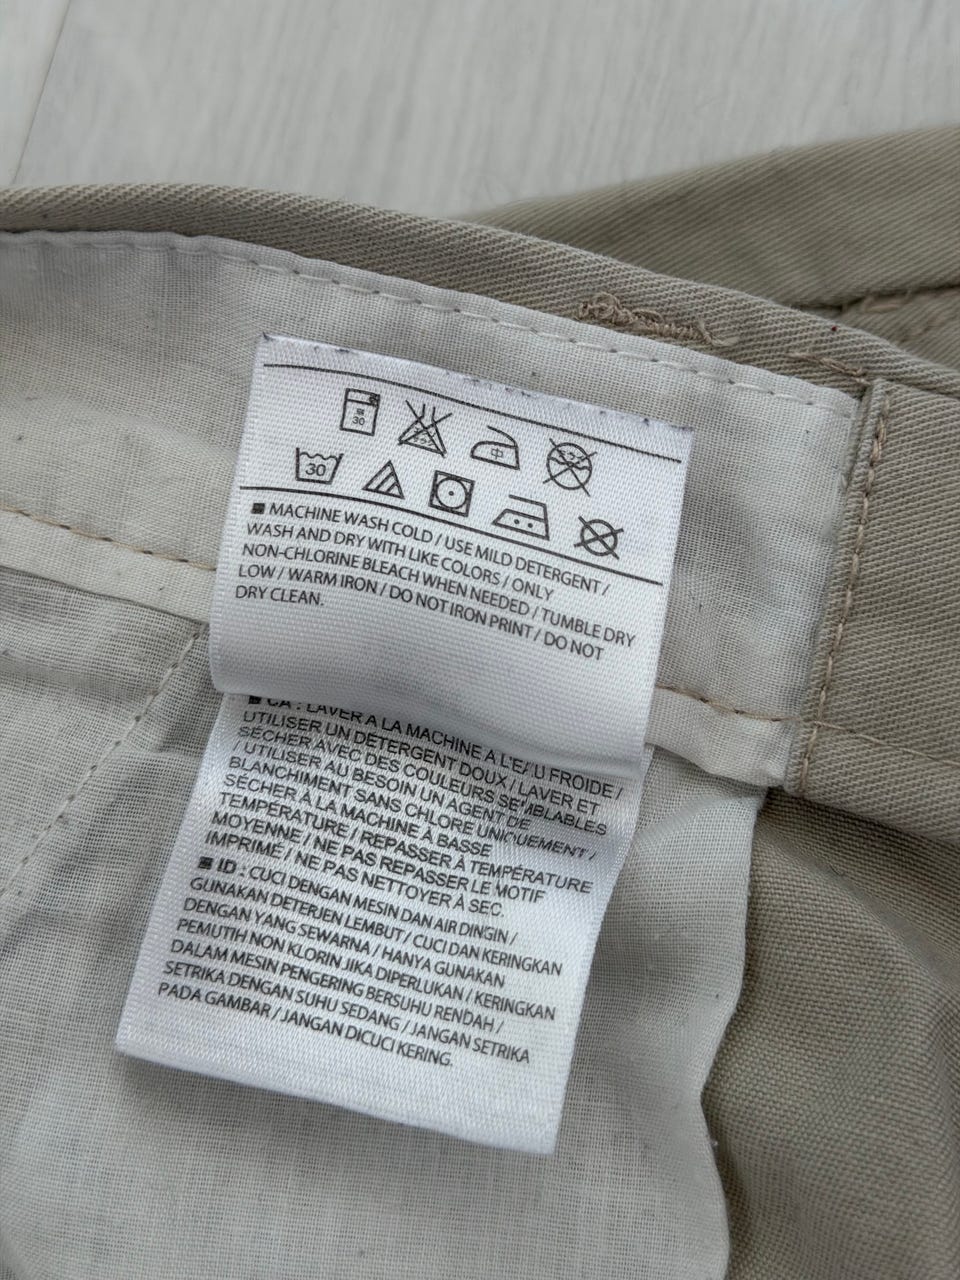 30
中
30
MACHINE WASH COLD / USE MILD DETERGENT /
WASH AND DRY WITH LIKE COLORS / ONLY
NON-CHLORINE BLEACH WHEN NEEDED / TUMBLE DRY
LOW / WARM IRON / DO NOT IRON PRINT / DO NOT
DRY CLEAN.
CA : LAVER A LA MACHINE A L'EAU FROIDE /
UTILISER UN DETERGENT DOUX / LAVER ET
SÉCHER AVEC DES COULEURS SEMBLABLES
/ UTILISER AU BESOIN UN AGENT DE
BLANCHIMENT SANS CHLORE UNIQUEMENT /
SÉCHER À LA MACHINE À BASSE
TEMPÉRATURE / REPASSER À TEMPÉRATURE
MOYENNE / NE PAS REPASSER LE MOTIF
IMPRIMÉ / NE PAS NETTOYER À SEC.
ID : CUCI DENGAN MESIN DAN AIR DINGIN /
GUNAKAN DETERJEN LEMBUT / CUCI DAN KERINGKAN
DENGAN YANG SEWARNA / HANYA GUNAKAN
PEMUTIH NON KLORIN JIKA DIPERLUKAN / KERINGKAN
DALAM MESIN PENGERING BERSUHU RENDAH /
SETRIKA DENGAN SUHU SEDANG / JANGAN SETRIKA
PADA GAMBAR / JANGAN DICUCI KERING.